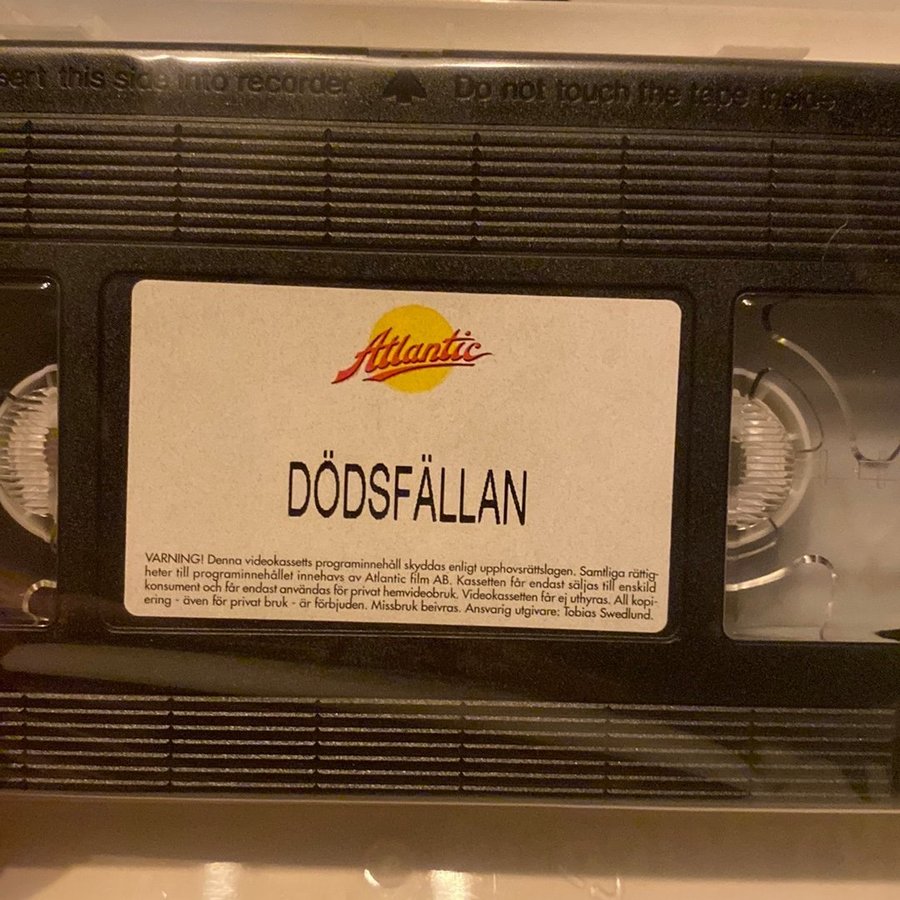 sert this side into recorder Do not touch the tape inside
Atlantic
DÖDSFÄLLAN
VARNING! Denna videokassetts programinnehåll skyddas enligt upphovsrättslagen. Samtliga rättig-
heter till programinnehållet innehavs av Atlantic film AB. Kassetten får endast säljas till enskild
konsument och får endast användas för privat hemvideobruk. Videokassetten får ej uthyras. All kopi-
ering - även för privat bruk - är förbjuden. Missbruk beivras. Ansvarig utgivare: Tobias Swedlund.